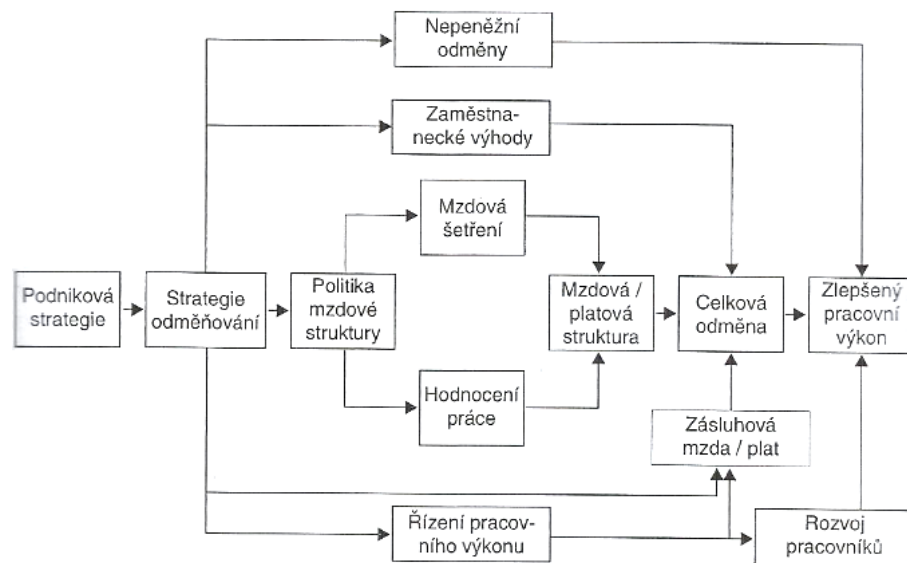 Nepeněžní
odměny
Zaměstna-
necké výhody
Mzdová
šetření
Podniková
strategie
Strategie
odměňování
Politika
mzdové
struktury
Mzdová /
platová
struktura
Celková
odměna
Zlepšený
pracovní
výkon
Hodnocení
práce
Zásluhová
mzda / plat
Řízení pracov-
ního výkonu
Rozvoj
pracovníků